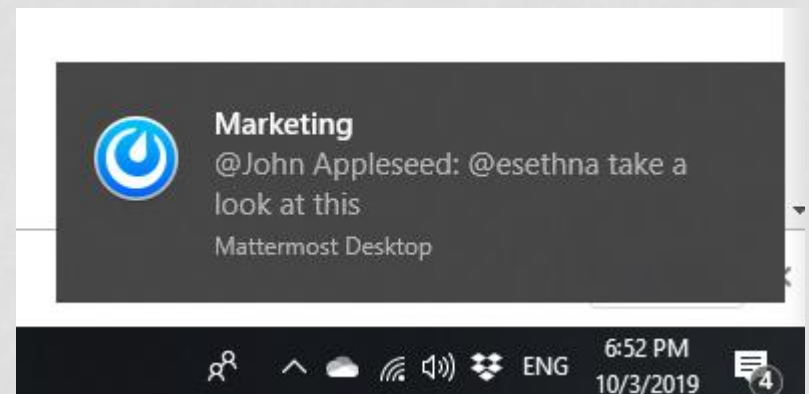 Marketing
@John Appleseed: @esethna take a
look at this
Mattermost Desktop
ENG
6:52 PM
10/3/2019
4